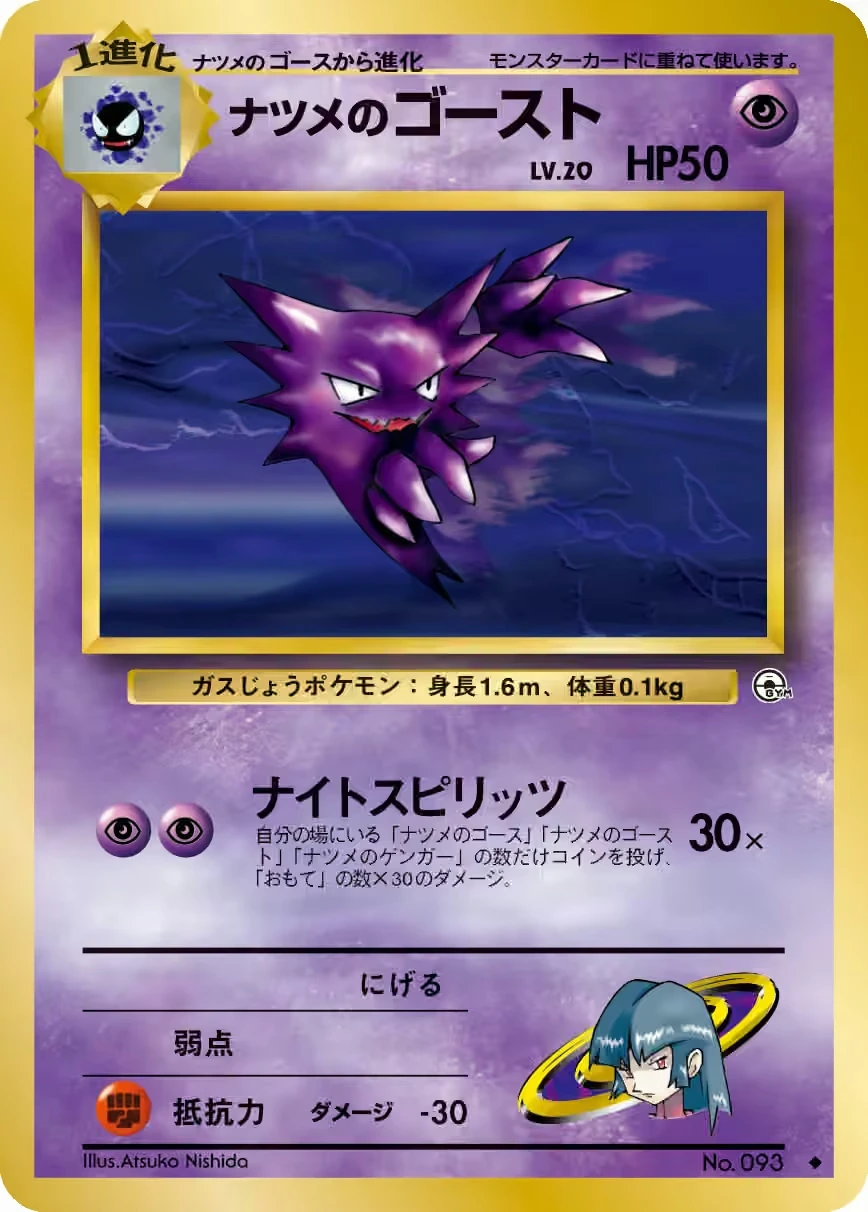 1進化
ナツメのゴースから進化
モンスターカードに重ねて使います。
ナツメのゴースト
LV.20 HP50
ガスじょうポケモン：身長1.6m、体重0.1kg
GYM
ナイトスピリッツ
自分の場にいる「ナツメのゴース」「ナツメのゴース
ト」「ナツメのゲンガー」の数だけコインを投げ、
「おもて」の数×30のダメージ。
30×
にげる
弱点
抵抗力 ダメージ -30
Illus.Atsuko Nishida
No. 093